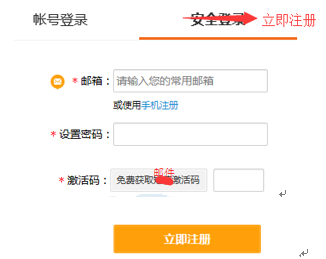 帐号登录
安全登录 立即注册
* 邮箱： 请输入您的常用邮箱
或使用手机注册
* 设置密码：
邮件
* 激活码： 免费获取激活码
立即注册